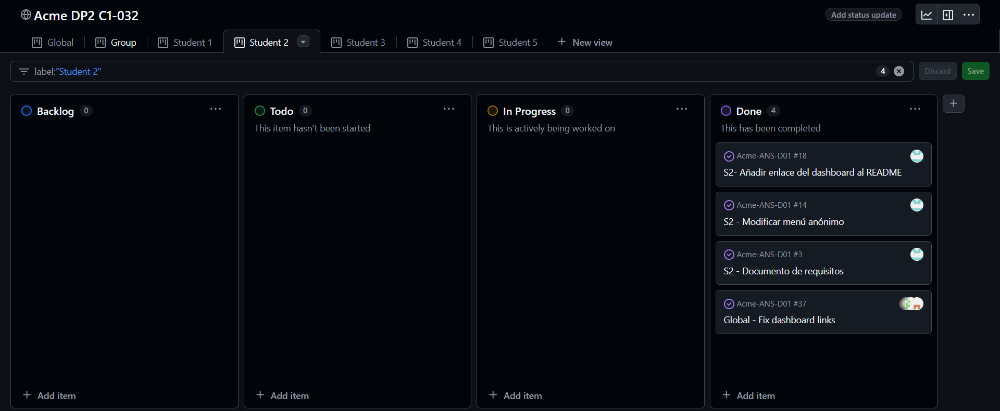 Acme DP2 C1-032
Add status update
Global
Group
Student 1
Student 2
Student 3
Student 4
Student 5
New view
label:"Student 2"
4
Discard
Save
Backlog 0
Add item
Todo 0
This item hasn't been started
Add item
In Progress 0
This is actively being worked on
Add item
Done 4
This has been completed
Acme-ANS-D01 #18
S2- Añadir enlace del dashboard al README
Acme-ANS-D01 #14
S2 - Modificar menú anónimo
Acme-ANS-D01 #3
S2 - Documento de requisitos
Acme-ANS-D01 #37
Global - Fix dashboard links
Add item